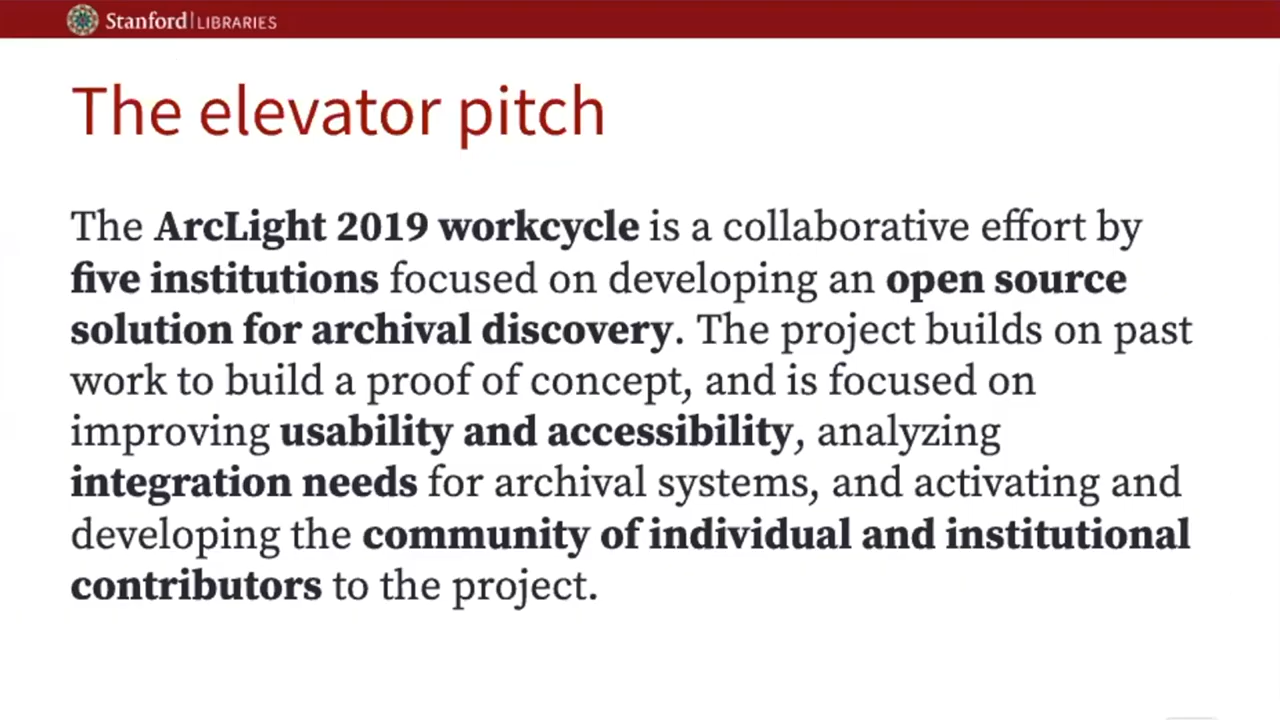 Stanford LIBRARIES
The elevator pitch
The ArcLight 2019 workcycle is a collaborative effort by
five institutions focused on developing an open source
solution for archival discovery. The project builds on past
work to build a proof of concept, and is focused on
improving usability and accessibility, analyzing
integration needs for archival systems, and activating and
developing the community of individual and institutional
contributors to the project.